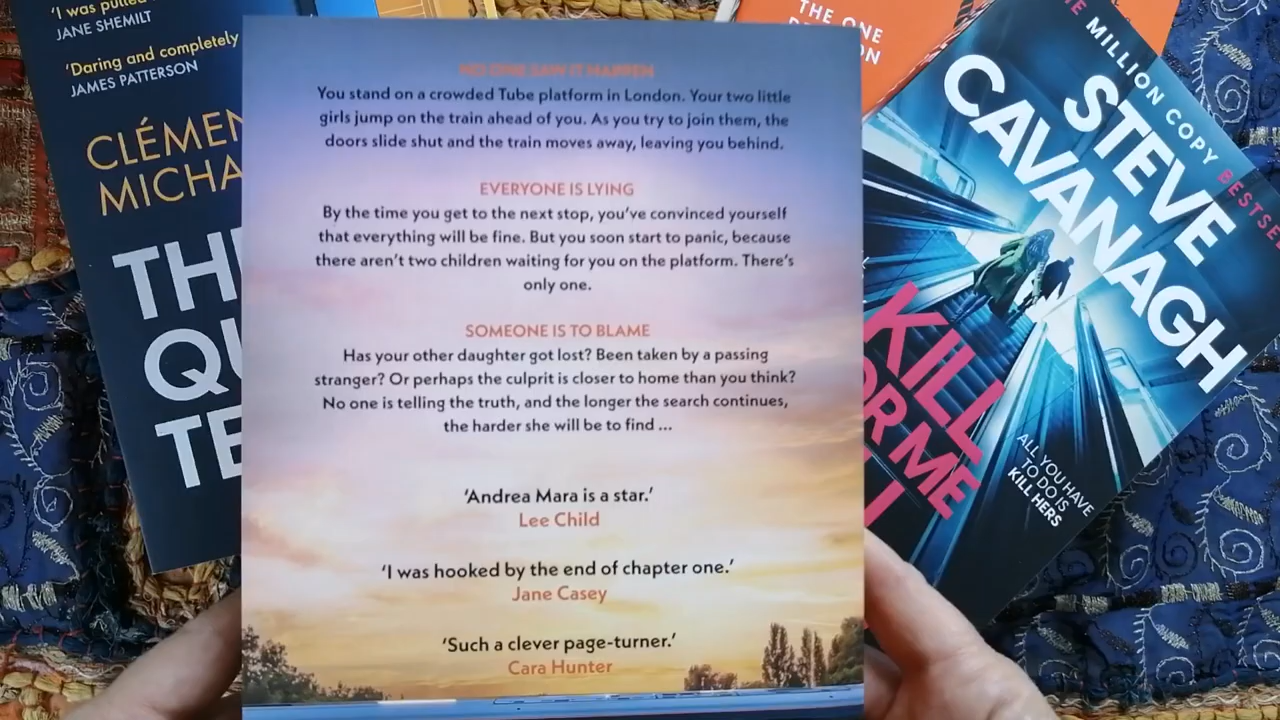 'I was pulled
JANE SHEMILT
'Daring and completely
JAMES PATTERSON
CLÉMEN
MICHA
THE
QU
TE
NO ONE SAW IT HAPPEN
You stand on a crowded Tube platform in London. Your two little
girls jump on the train ahead of you. As you try to join them, the
doors slide shut and the train moves away, leaving you behind.
EVERYONE IS LYING
By the time you get to the next stop, you've convinced yourself
that everything will be fine. But you soon start to panic, because
there aren't two children waiting for you on the platform. There's
only one.
SOMEONE IS TO BLAME
Has your other daughter got lost? Been taken by a passing
stranger? Or perhaps the culprit is closer to home than you think?
No one is telling the truth, and the longer the search continues,
the harder she will be to find ...
'Andrea Mara is a star.'
Lee Child
'I was hooked by the end of chapter one.'
Jane Casey
'Such a clever page-turner.'
Cara Hunter
THE ONE
MILLION COPY BESTSE
STEVE
CAVANAGH
KILL
OR ME
ALL YOU HAVE
TO DO IS
KILL HERS